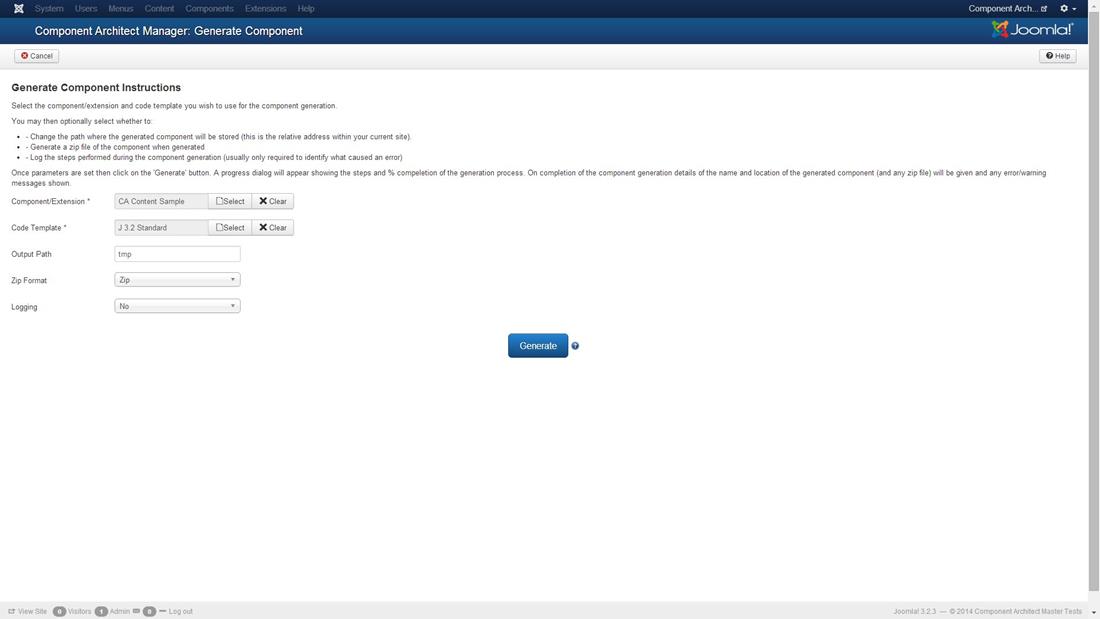 System Users Menus Content Components Extensions Help Component Arch...
Component Architect Manager: Generate Component Joomla!®
Cancel Help
Generate Component Instructions
Select the component/extension and code template you wish to use for the component generation.
You may then optionally select whether to:
- Change the path where the generated component will be stored (this is the relative address within your current site).
- Generate a zip file of the component when generated
- Log the steps performed during the component generation (usually only required to identify what caused an error)
Once parameters are set then click on the 'Generate' button. A progress dialog will appear showing the steps and % compeletion of the generation process. On completion of the component generation details of the name and location of the generated component (and any zip file) will be given and any error/warning
messages shown.
Component/Extension * CA Content Sample Select Clear
Code Template * J 3.2 Standard Select Clear
Output Path tmp
Zip Format Zip
Logging No
Generate
View Site 0 Visitors 1 Admin 0 Log out Joomla! 3.2.3 — © 2014 Component Architect Master Tests